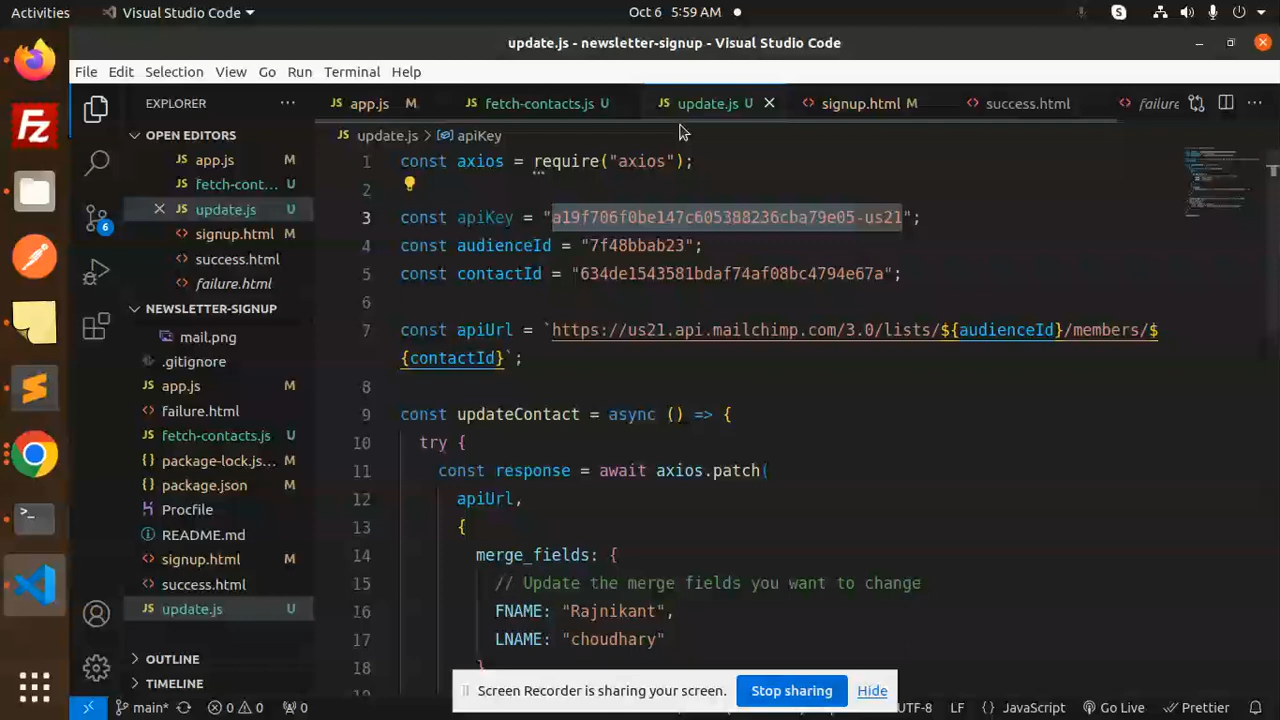 Activities
Visual Studio Code
Oct 6 5:59 AM
update.js - newsletter-signup - Visual Studio Code
File Edit Selection View Go Run Terminal Help
EXPLORER
OPEN EDITORS
app.js M
fetch-cont... U
update.js U
signup.html M
success.html
failure.html
NEWSLETTER-SIGNUP
mail.png
.gitignore
app.js M
failure.html
fetch-contacts.js U
package-lock.js... M
package.json M
Procfile
README.md
signup.html M
success.html
update.js U
OUTLINE
TIMELINE
6
app.js M
fetch-contacts.js U
update.js U
signup.html M
success.html
failure
update.js > apiKey
1 const axios = require("axios");
2
3 const apiKey = "a19f706f0be147c605388236cba79e05-us21";
4 const audienceId = "7f48bbab23";
5 const contactId = "634de1543581bdaf74af08bc4794e67a";
6
7 const apiUrl = `https://us21.api.mailchimp.com/3.0/lists/${audienceId}/members/$
{contactId}`;
8
9 const updateContact = async () => {
10 try {
11 const response = await axios.patch(
12 apiUrl,
13 {
14 merge_fields: {
15 // Update the merge fields you want to change
16 FNAME: "Rajnikant",
17 LNAME: "choudhary"
18 }
Screen Recorder is sharing your screen.
Stop sharing
Hide
main* 0 0 0
UTF-8 LF JavaScript Go Live Prettier